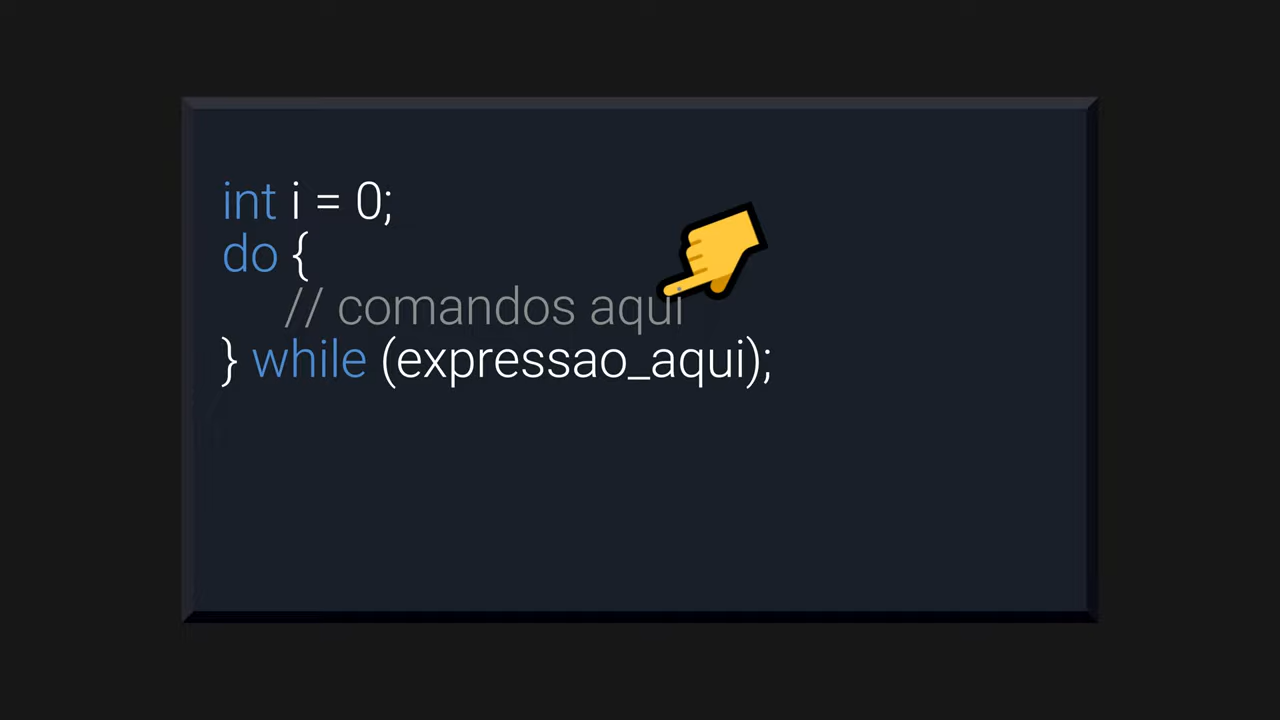 int i = 0;
do {
// comandos aqui
} while (expressao_aqui);